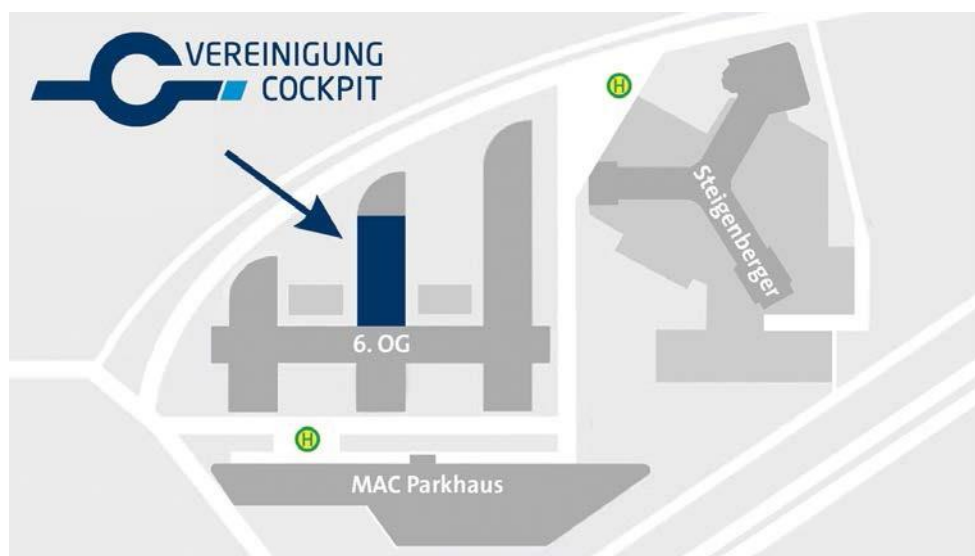 VEREINIGUNG
COCKPIT
H
Steigenberger
6. OG
H
MAC Parkhaus